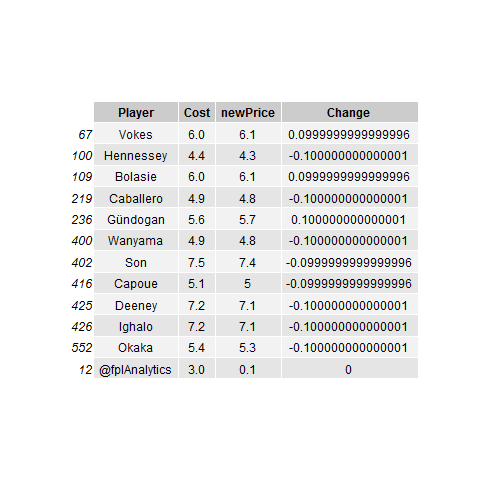 Player Cost newPrice Change
67 Vokes 6.0 6.1 0.0999999999999996
100 Hennessey 4.4 4.3 -0.100000000000001
109 Bolasie 6.0 6.1 0.0999999999999996
219 Caballero 4.9 4.8 -0.100000000000001
236 Gündogan 5.6 5.7 0.100000000000001
400 Wanyama 4.9 4.8 -0.100000000000001
402 Son 7.5 7.4 -0.0999999999999996
416 Capoue 5.1 5 -0.0999999999999996
425 Deeney 7.2 7.1 -0.100000000000001
426 Ighalo 7.2 7.1 -0.100000000000001
552 Okaka 5.4 5.3 -0.100000000000001
12 @fplAnalytics 3.0 0.1 0